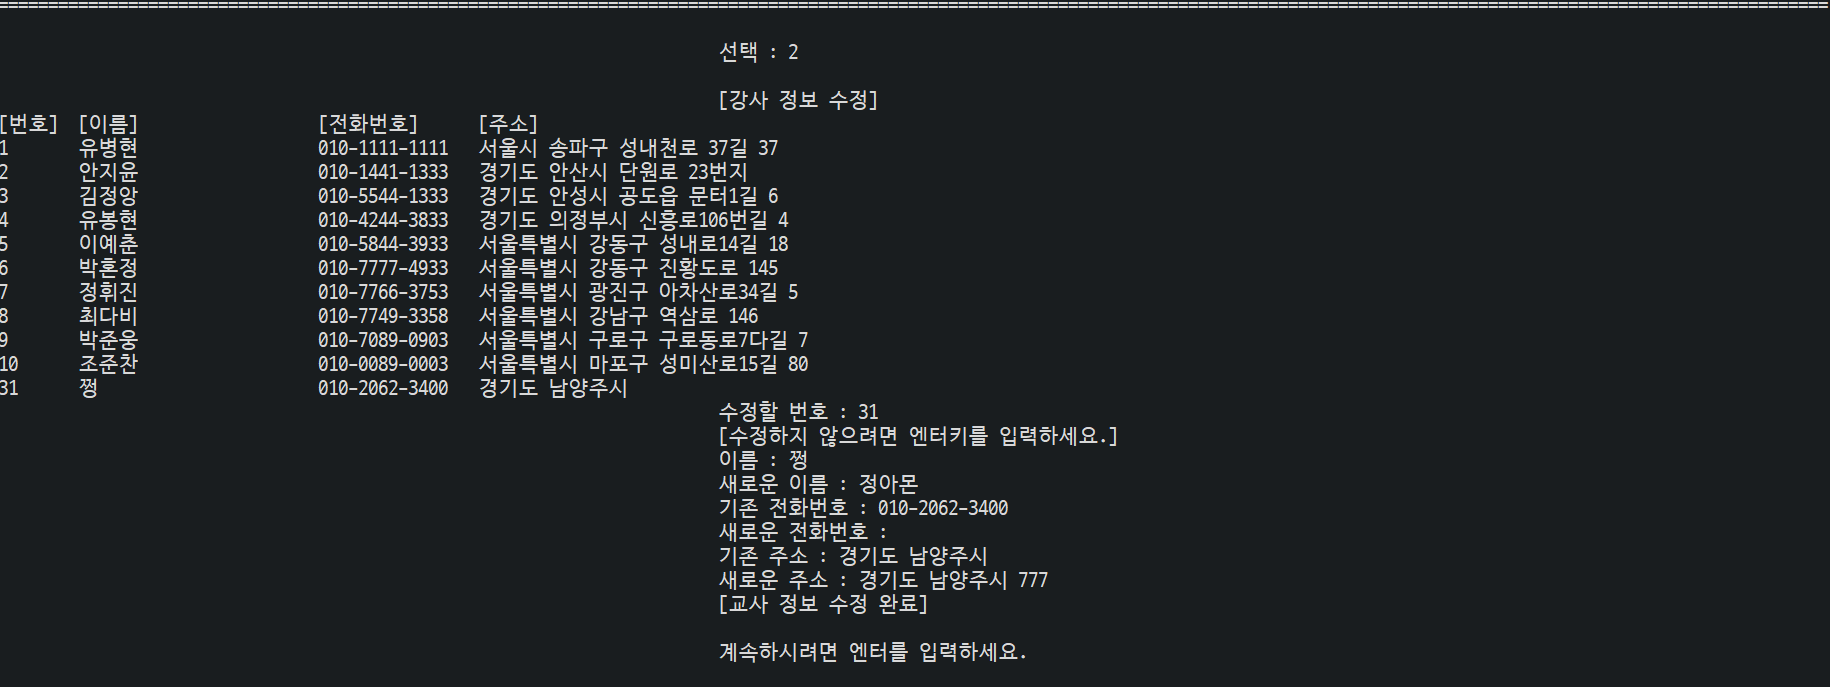 선택 : 2
[강사 정보 수정]
[번호] [이름] [전화번호] [주소]
1 유병현 010-1111-1111 서울시 송파구 성내천로 37길 37
2 안지윤 010-1441-1333 경기도 안산시 단원로 23번지
3 김정앙 010-5544-1333 경기도 안성시 공도읍 문터1길 6
4 유봉현 010-4244-3833 경기도 의정부시 신흥로106번길 4
5 이예춘 010-5844-3933 서울특별시 강동구 성내로14길 18
6 박혼정 010-7777-4933 서울특별시 강동구 진황도로 145
7 정휘진 010-7766-3753 서울특별시 광진구 아차산로34길 5
8 최다비 010-7749-3358 서울특별시 강남구 역삼로 146
9 박준웅 010-7089-0903 서울특별시 구로구 구로동로7다길 7
10 조준찬 010-0089-0003 서울특별시 마포구 성미산로15길 80
31 쩡 010-2062-3400 경기도 남양주시
수정할 번호 : 31
[수정하지 않으려면 엔터키를 입력하세요.]
이름 : 쩡
새로운 이름 : 정아몬
기존 전화번호 : 010-2062-3400
새로운 전화번호 :
기존 주소 : 경기도 남양주시
새로운 주소 : 경기도 남양주시 777
[교사 정보 수정 완료]
계속하시려면 엔터를 입력하세요.